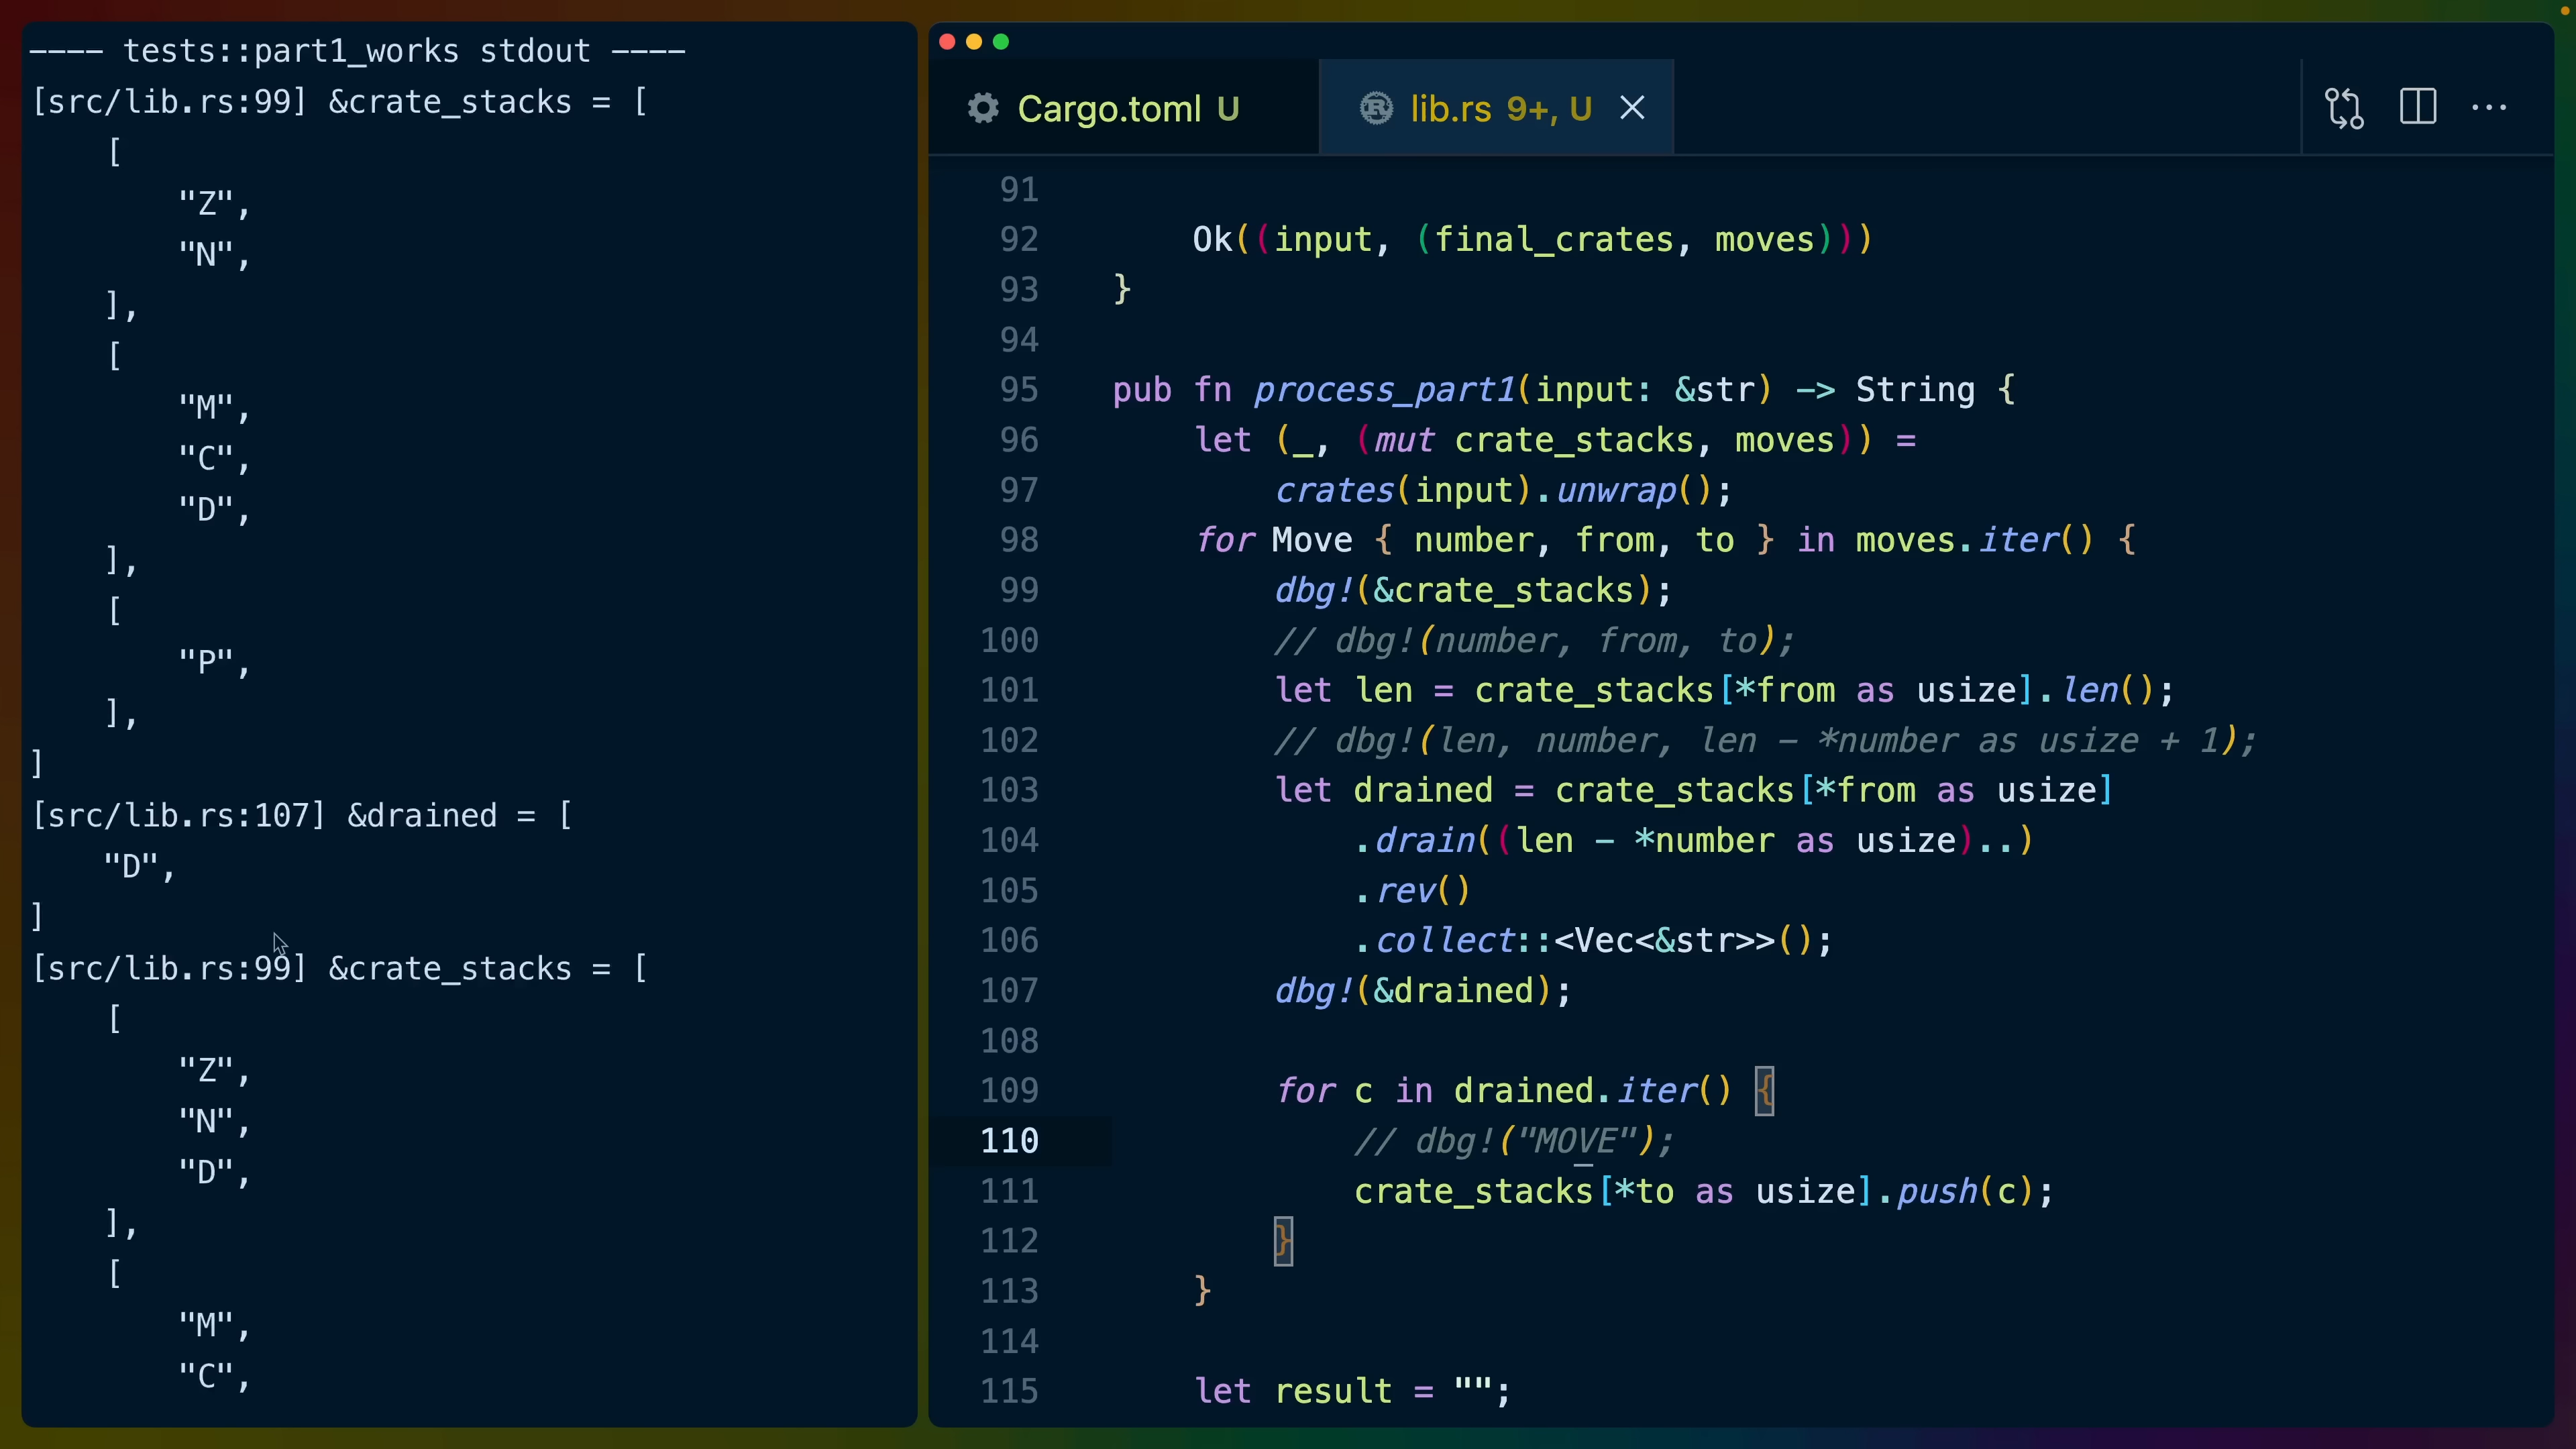 ---- tests::part1_works stdout ----
[src/lib.rs:99] &crate_stacks = [
    [
        "Z",
        "N",
    ],
    [
        "M",
        "C",
        "D",
    ],
    [
        "P",
    ],
]
[src/lib.rs:107] &drained = [
    "D",
]
[src/lib.rs:99] &crate_stacks = [
    [
        "Z",
        "N",
        "D",
    ],
    [
        "M",
        "C",
Cargo.toml U
lib.rs 9+, U
91
92     Ok((input, (final_crates, moves)))
93 }
94
95 pub fn process_part1(input: &str) -> String {
96     let (_, (mut crate_stacks, moves)) =
97         crates(input).unwrap();
98     for Move { number, from, to } in moves.iter() {
99         dbg!(&crate_stacks);
100         // dbg!(number, from, to);
101         let len = crate_stacks[*from as usize].len();
102         // dbg!(len, number, len - *number as usize + 1);
103         let drained = crate_stacks[*from as usize]
104             .drain((len - *number as usize)..)
105             .rev()
106             .collect::<Vec<&str>>();
107         dbg!(&drained);
108
109         for c in drained.iter() {
110             // dbg!("MOVE");
111             crate_stacks[*to as usize].push(c);
112         }
113     }
114
115     let result = "";